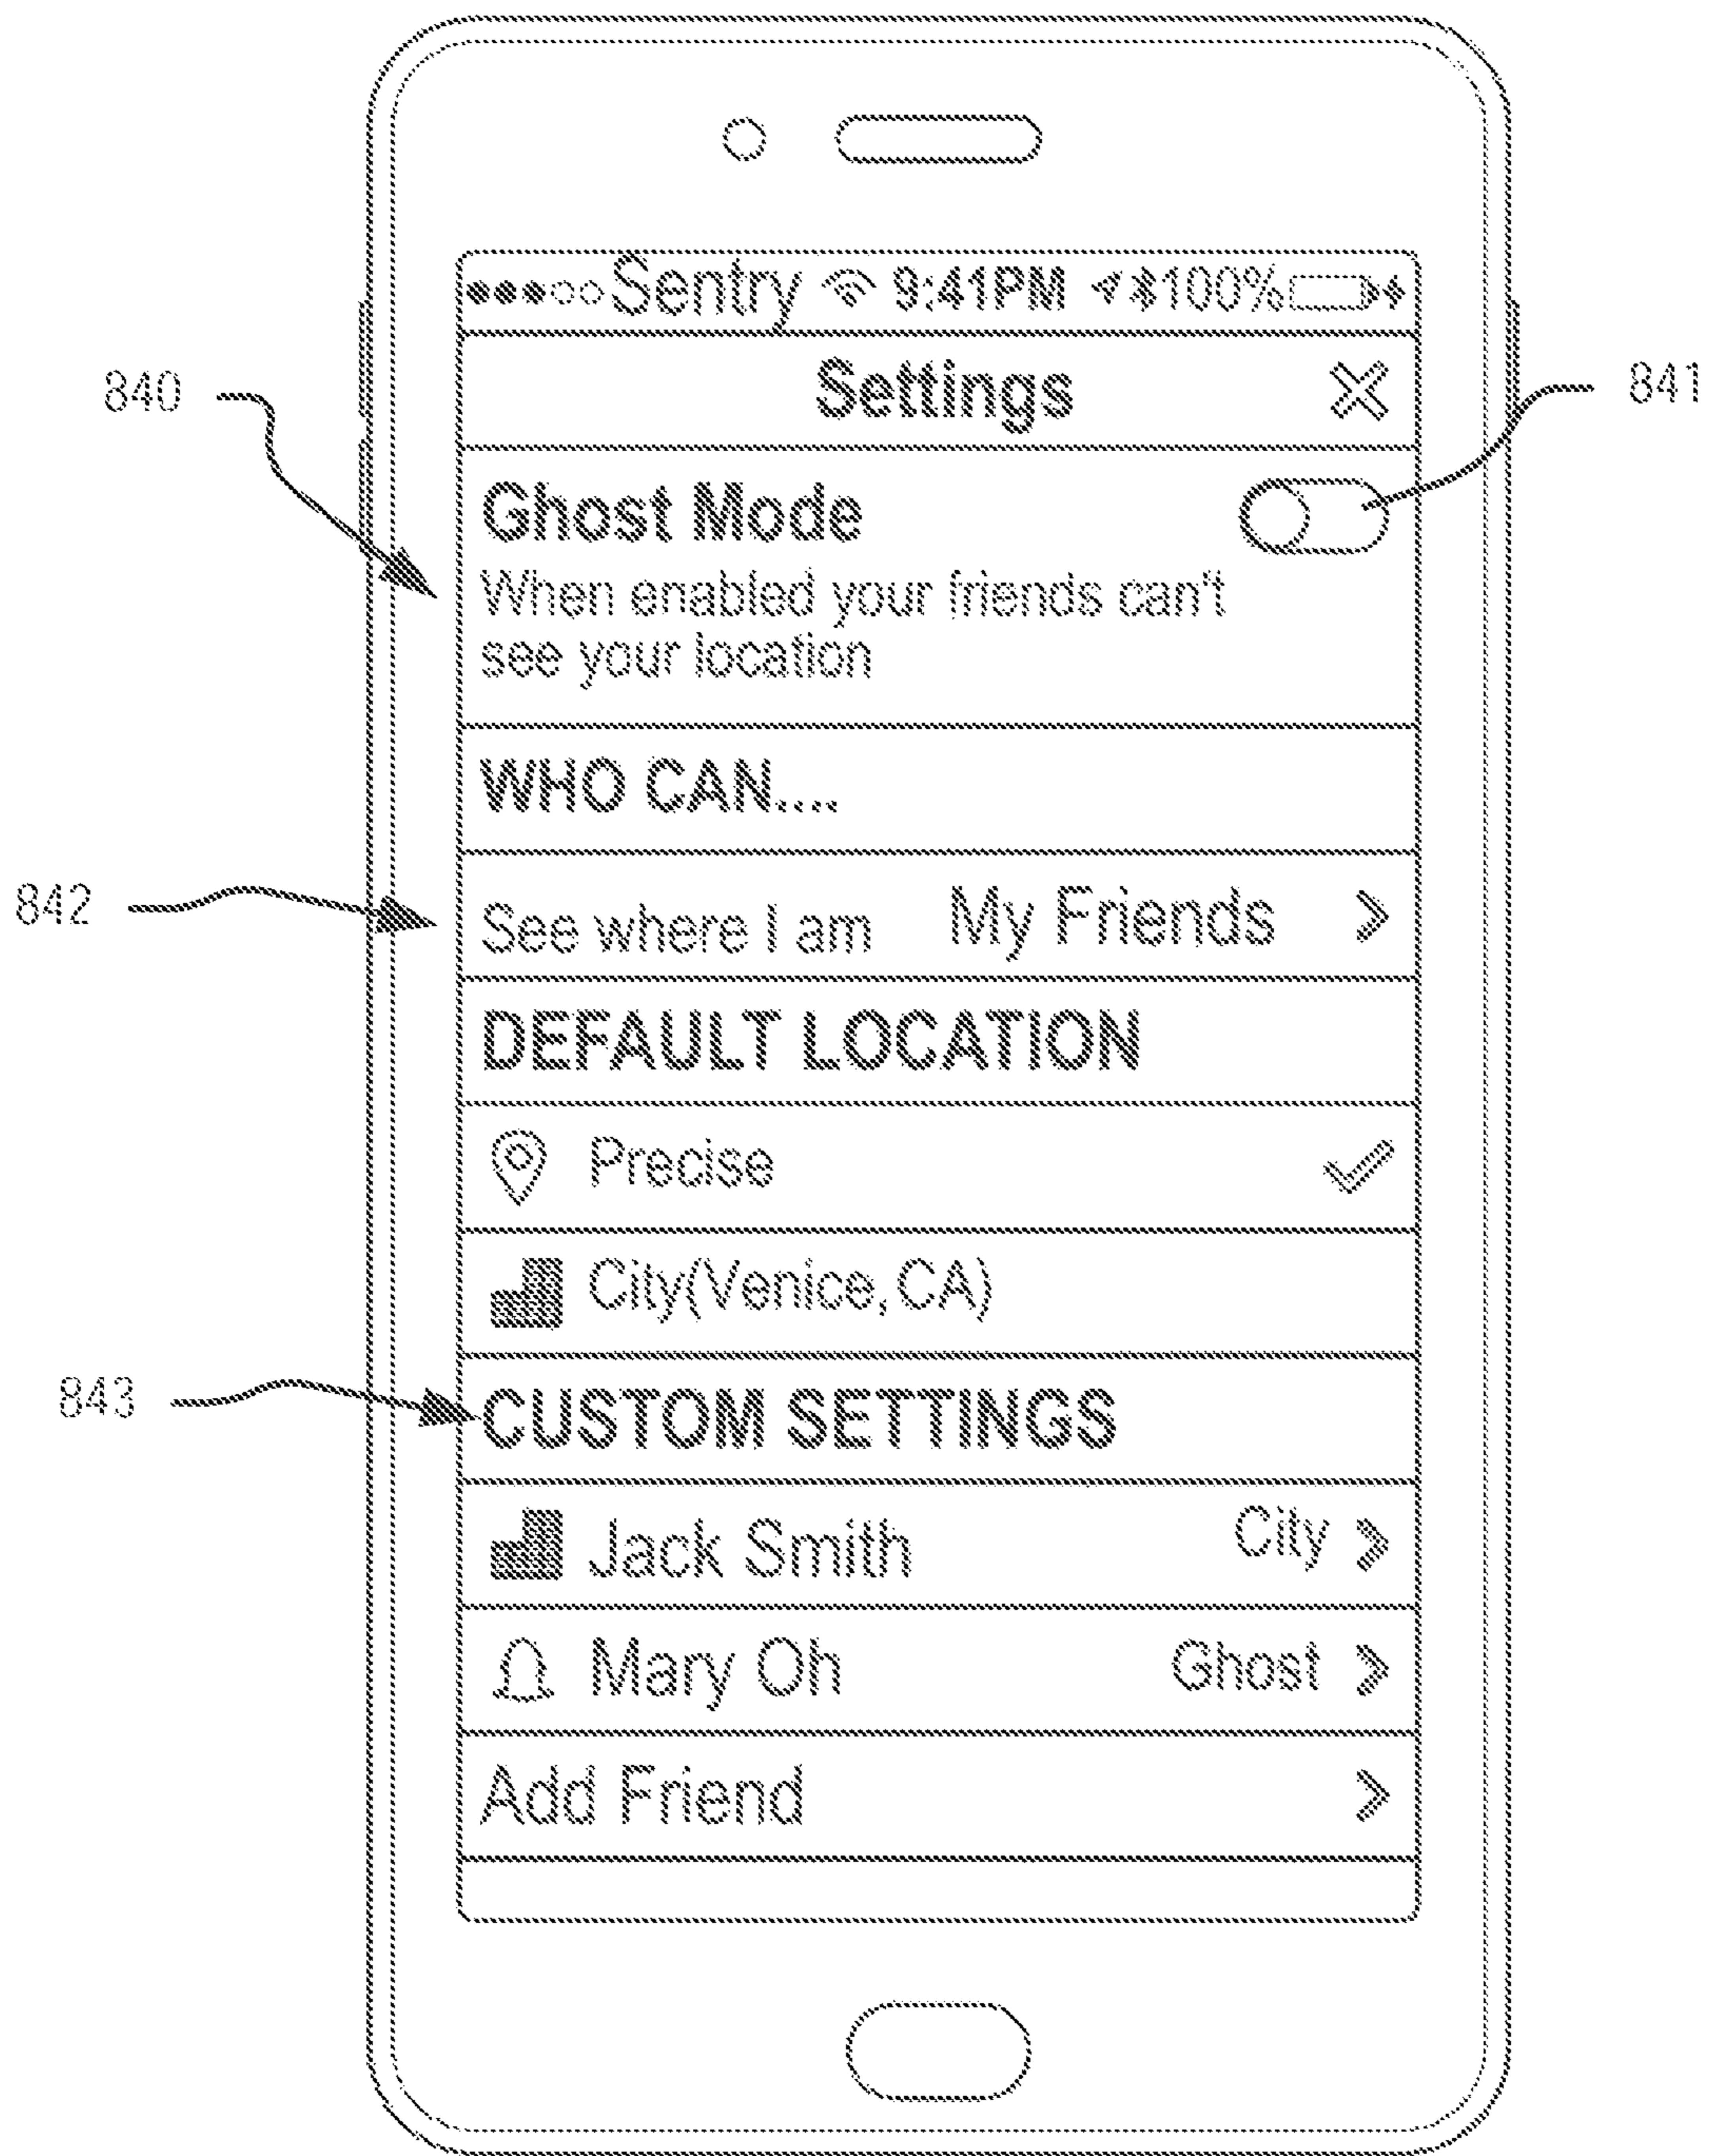 Sentry 9:41PM 100%
Settings
840
841
Ghost Mode
When enabled your friends can't
see your location
WHO CAN....
842
See where I am My Friends
DEFAULT LOCATION
Precise
City(Venice, CA)
843
CUSTOM SETTINGS
Jack Smith City
Mary Oh Ghost
Add Friend